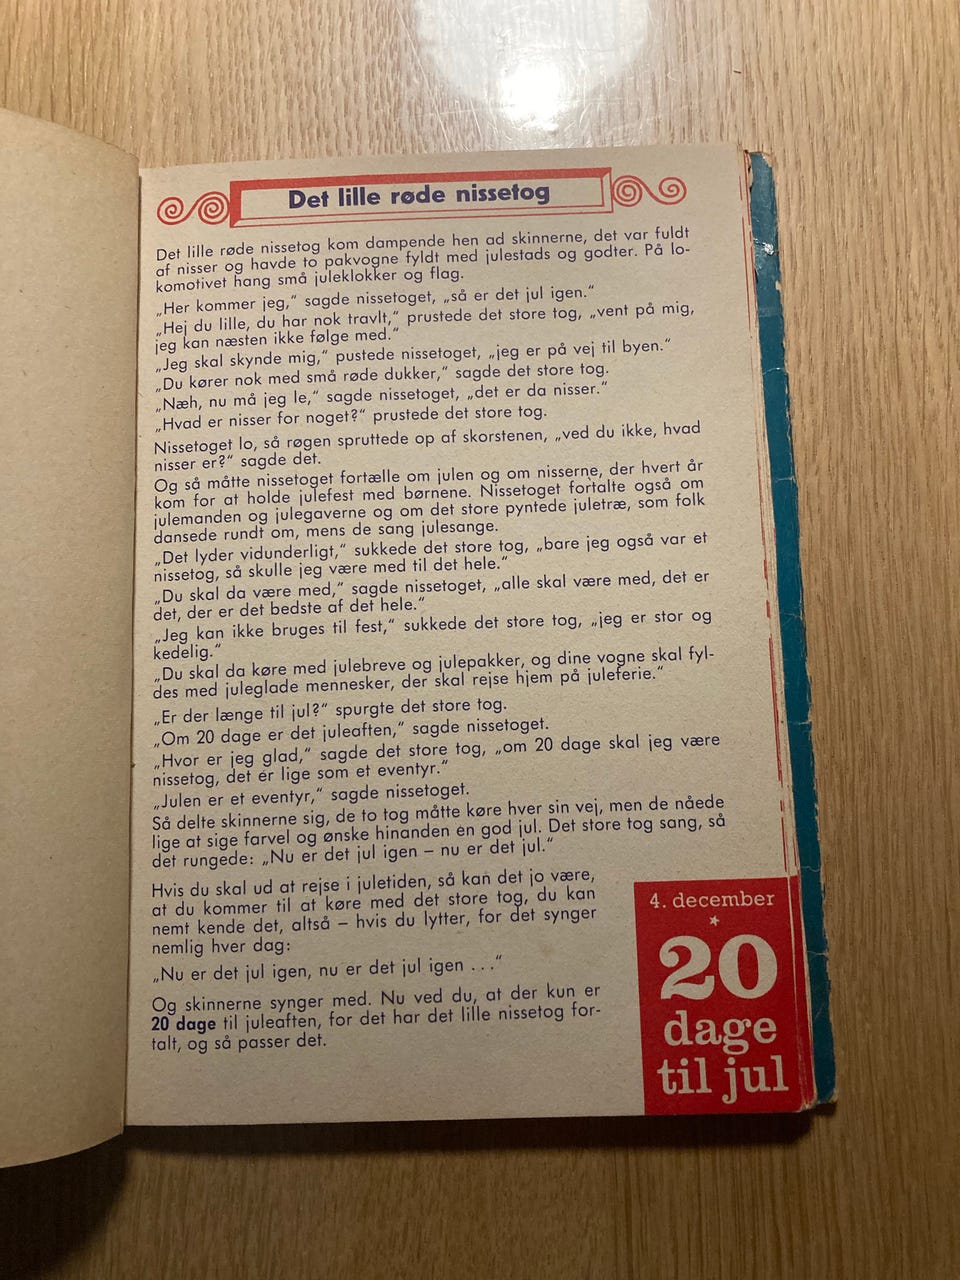 Det lille røde nissetog
Det lille røde nissetog kom dampende hen ad skinnerne, det var fuldt
af nisser og havde to pakvogne fyldt med julestads og godter. På lo-
komotivet hang små juleklokker og flag.
„Her kommer jeg,“ sagde nissetoget, „så er det jul igen.“
„Hej du lille, du har nok travlt,“ prustede det store tog, „vent på mig,
jeg kan næsten ikke følge med.“
„Jeg skal skynde mig,“ pustede nissetoget, „jeg er på vej til byen.“
„Du kører nok med små røde dukker,“ sagde det store tog.
„Næh, nu må jeg le,“ sagde nissetoget, „det er da nisser.“
„Hvad er nisser for noget?“ prustede det store tog.
Nissetoget lo, så røgen spruttede op af skorstenen, „ved du ikke, hvad
nisser er?“ sagde det.
Og så måtte nissetoget fortælle om julen og om nisserne, der hvert år
kom for at holde julefest med børnene. Nissetoget fortalte også om
julemanden og julegaverne og om det store pyntede juletræ, som folk
dansede rundt om, mens de sang julesange.
„Det lyder vidunderligt,“ sukkede det store tog, „bare jeg også var et
nissetog, så skulle jeg være med til det hele.“
„Du skal da være med,“ sagde nissetoget, „alle skal være med, det er
det, der er det bedste af det hele.“
„Jeg kan ikke bruges til fest,“ sukkede det store tog, „jeg er stor og
kedelig.“
„Du skal da køre med julebreve og julepakker, og dine vogne skal fyl-
des med juleglade mennesker, der skal rejse hjem på juleferie.“
„Er der længe til jul?“ spurgte det store tog.
„Om 20 dage er det juleaften,“ sagde nissetoget.
„Hvor er jeg glad,“ sagde det store tog, „om 20 dage skal jeg være
nissetog, det er lige som et eventyr.“
„Julen er et eventyr,“ sagde nissetoget.
Så delte skinnerne sig, de to tog måtte køre hver sin vej, men de nåede
lige at sige farvel og ønske hinanden en god jul. Det store tog sang, så
det rungede: „Nu er det jul igen – nu er det jul.“
Hvis du skal ud at rejse i juletiden, så kan det jo være,
at du kommer til at køre med det store tog, du kan
nemt kende det, altså – hvis du lytter, for det synger
nemlig hver dag:
„Nu er det jul igen, nu er det jul igen . . .“
Og skinnerne synger med. Nu ved du, at der kun er
20 dage til juleaften, for det har det lille nissetog for-
talt, og så passer det.
4. december
20
dage
til jul